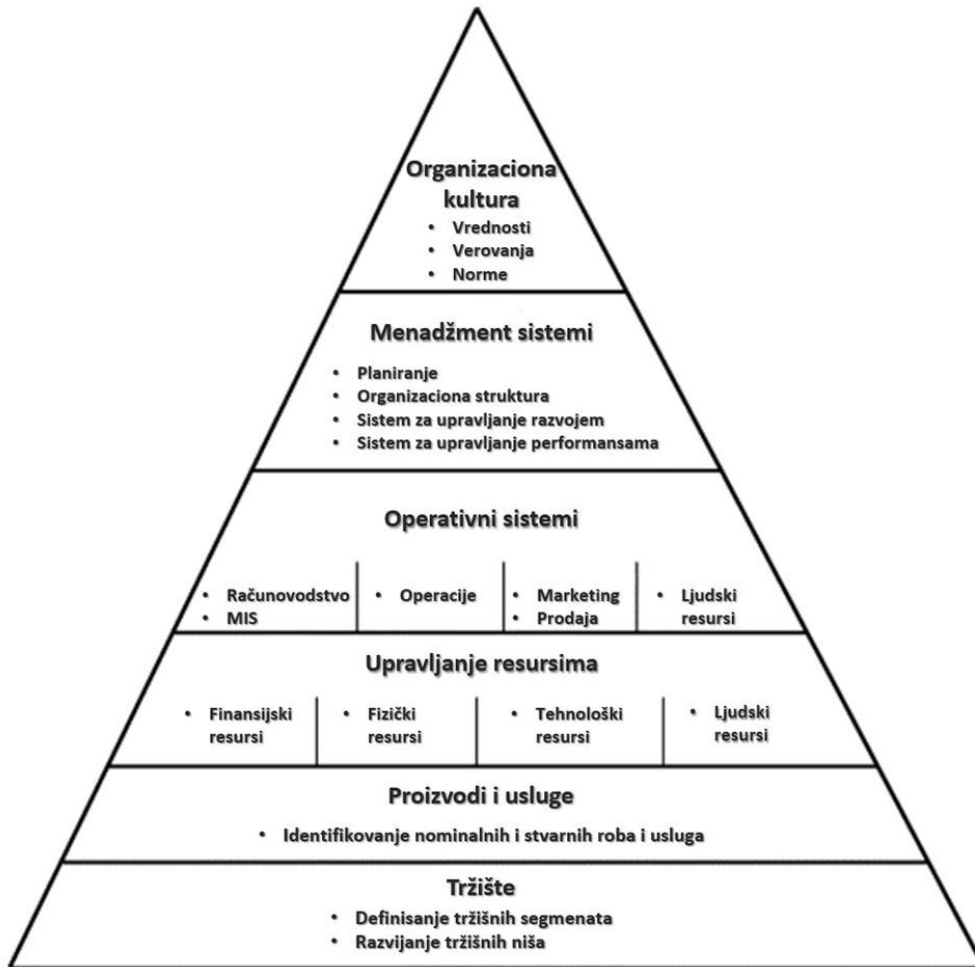 Organizaciona
kultura
• Vrednosti
• Verovanja
• Norme
Menadžment sistemi
• Planiranje
• Organizaciona struktura
• Sistem za upravljanje razvojem
• Sistem za upravljanje performansama
Operativni sistemi
• Računovodstvo
• MIS
• Operacije
• Marketing
• Prodaja
• Ljudski
resursi
Upravljanje resursima
• Finansijski
resursi
• Fizički
resursi
• Tehnološki
resursi
• Ljudski
resursi
Proizvodi i usluge
• Identifikovanje nominalnih i stvarnih roba i usluga
Tržište
• Definisanje tržišnih segmenata
• Razvijanje tržišnih niša